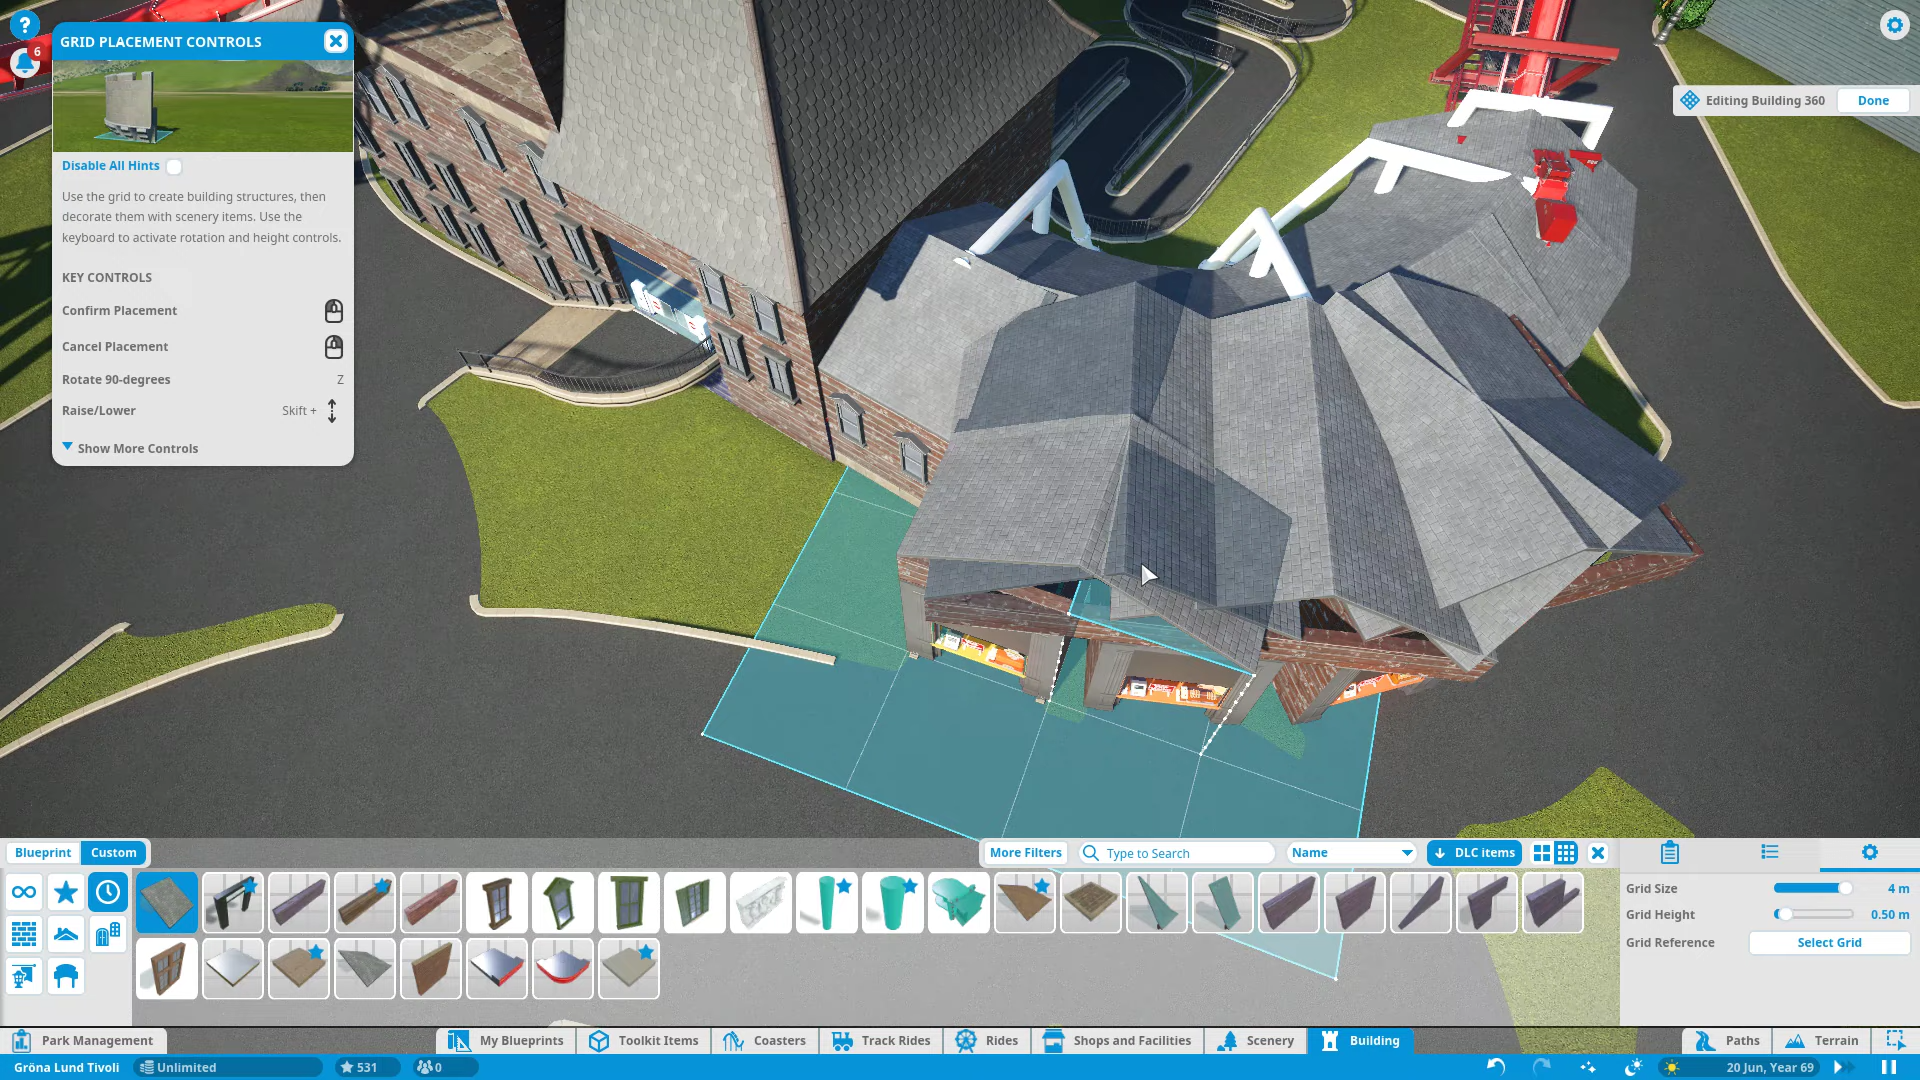 ?
6
GRID PLACEMENT CONTROLS
Disable All Hints
Use the grid to create building structures, then
decorate them with scenery items. Use the
keyboard to activate rotation and height controls.
KEY CONTROLS
Confirm Placement
Cancel Placement
Rotate 90-degrees Z
Raise/Lower Skift +
Show More Controls
Editing Building 360 Done
Blueprint Custom
More Filters Type to Search Name DLC items
Grid Size 4 m
Grid Height 0.50 m
Grid Reference Select Grid
Park Management My Blueprints Toolkit Items Coasters Track Rides Rides Shops and Facilities Scenery Building Paths Terrain
Gröna Lund Tivoli Unlimited 531 0 20 Jun, Year 69